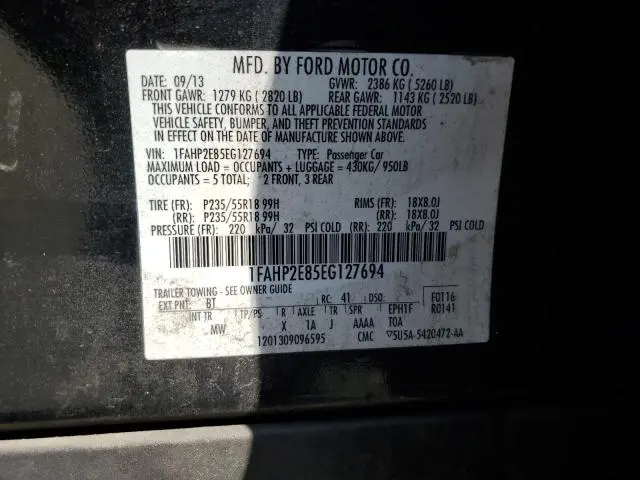 MFD. BY FORD MOTOR CO.
DATE: 09/13 GVWR: 2386 KG ( 5260 LB)
FRONT GAWR: 1279 KG ( 2820 LB) REAR GAWR: 1143 KG ( 2520 LB)
THIS VEHICLE CONFORMS TO ALL APPLICABLE FEDERAL MOTOR
VEHICLE SAFETY, BUMPER, AND THEFT PREVENTION STANDARDS
IN EFFECT ON THE DATE OF MANUFACTURE SHOWN ABOVE.
VIN: 1FAHP2E85EG127694 TYPE: Passenger Car
MAXIMUM LOAD = OCCUPANTS + LUGGAGE = 430KG/ 950LB
OCCUPANTS = 5 TOTAL; 2 FRONT, 3 REAR
TIRE (FR): P235/55R18 99H RIMS (FR): 18X8.0J
(RR): P235/55R18 99H (RR): 18X8.0J
PRESSURE (FR): 220 kPa/ 32 PSI COLD (RR): 220 kPa/ 32 PSI COLD
1FAHP2E85EG127694
TRAILER TOWING - SEE OWNER GUIDE
EXT PNT: BT RC: 41 DSO: F0116
INT TR TP/PS R AXLE TR SPR EPH1F R0141
MW X 1A J AAAA TOA
1201309096595 CMC ▽5U5A-5420472-AA